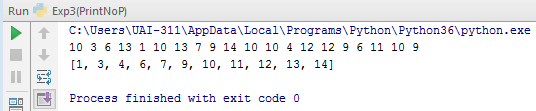 Run Exp3(PrintNoP)
C:\Users\UAI-311\AppData\Local\Programs\Python\Python36\python.exe
10 3 6 13 1 10 13 7 9 14 10 10 4 12 12 9 6 11 10 9
[1, 3, 4, 6, 7, 9, 10, 11, 12, 13, 14]
Process finished with exit code 0